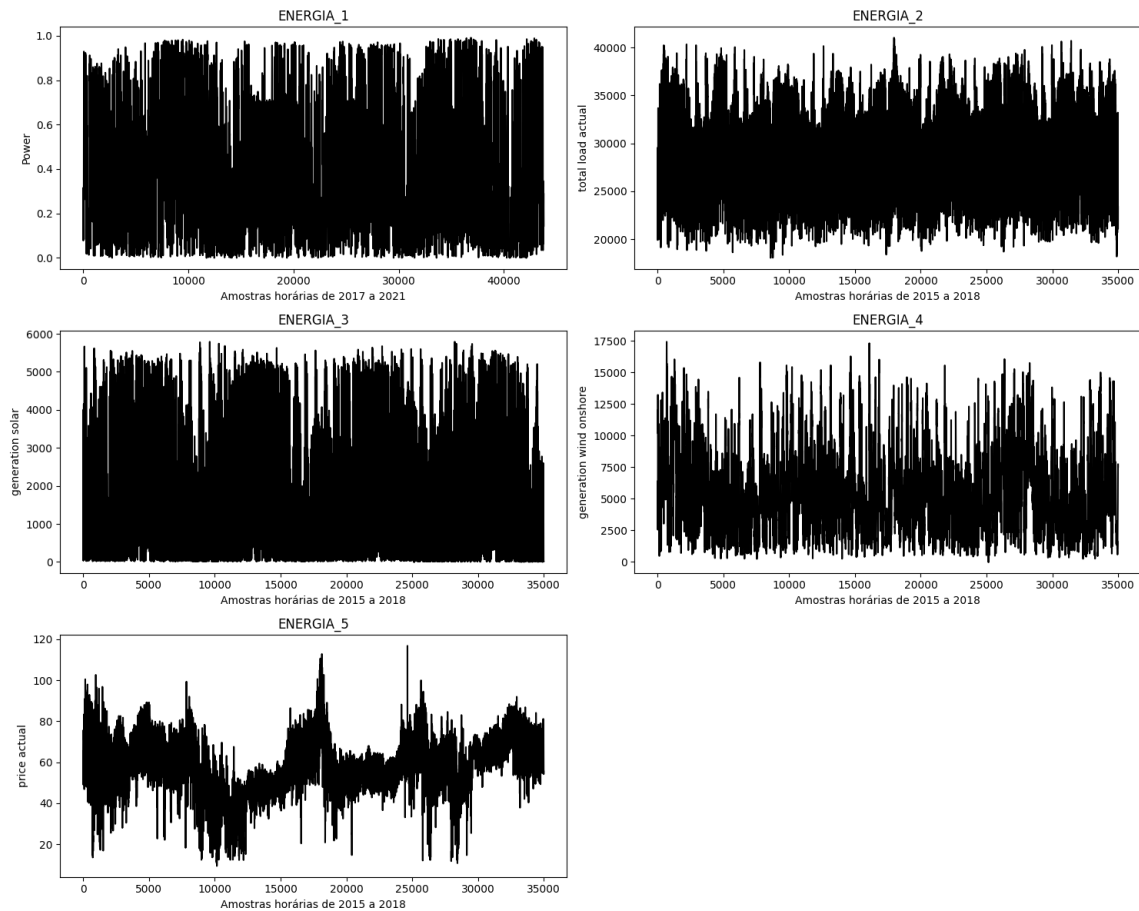 ENERGIA_1
1.0
0.8
0.6
0.4
0.2
0.0
Power
0 10000 20000 30000 40000
Amostras horárias de 2017 a 2021
ENERGIA_2
40000
35000
30000
25000
20000
total load actual
0 5000 10000 15000 20000 25000 30000 35000
Amostras horárias de 2015 a 2018
ENERGIA_3
6000
5000
4000
3000
2000
1000
0
generation solar
0 5000 10000 15000 20000 25000 30000 35000
Amostras horárias de 2015 a 2018
ENERGIA_4
17500
15000
12500
10000
7500
5000
2500
0
generation wind onshore
0 5000 10000 15000 20000 25000 30000 35000
Amostras horárias de 2015 a 2018
ENERGIA_5
120
100
80
60
40
20
price actual
0 5000 10000 15000 20000 25000 30000 35000
Amostras horárias de 2015 a 2018